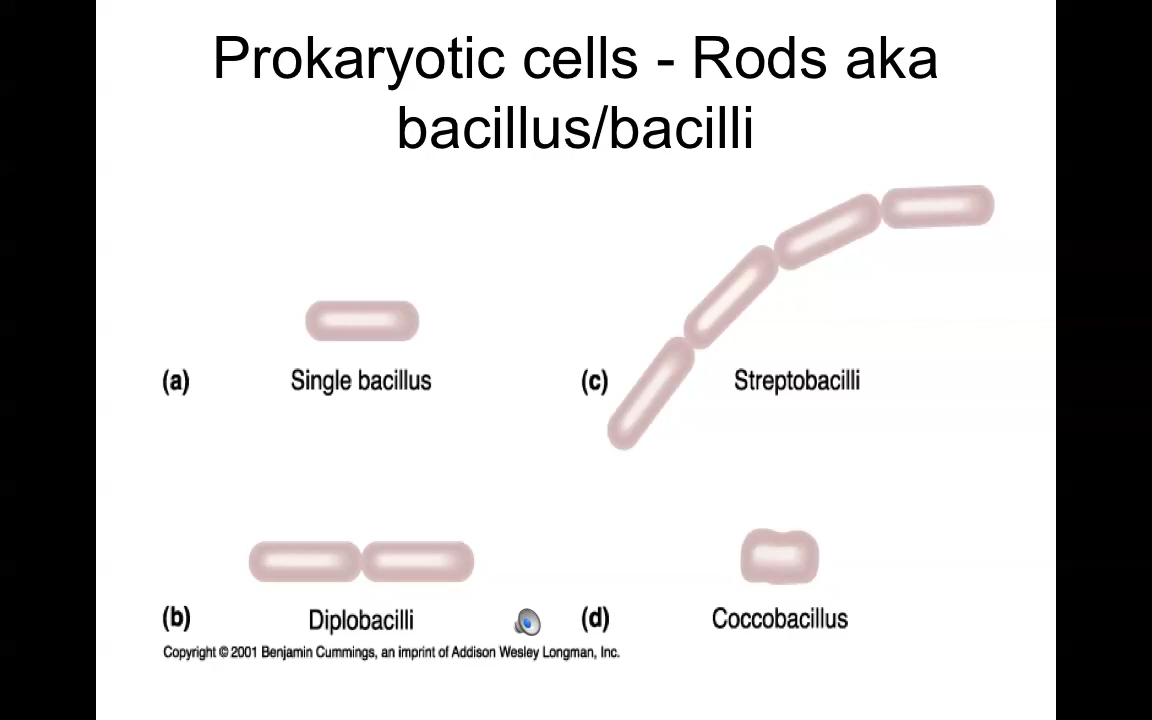 Prokaryotic cells - Rods aka
bacillus/bacilli
(a)
Single bacillus
(c)
Streptobacilli
(b)
Diplobacilli
(d)
Coccobacillus
Copyright © 2001 Benjamin Cummings, an imprint of Addison Wesley Longman, Inc.